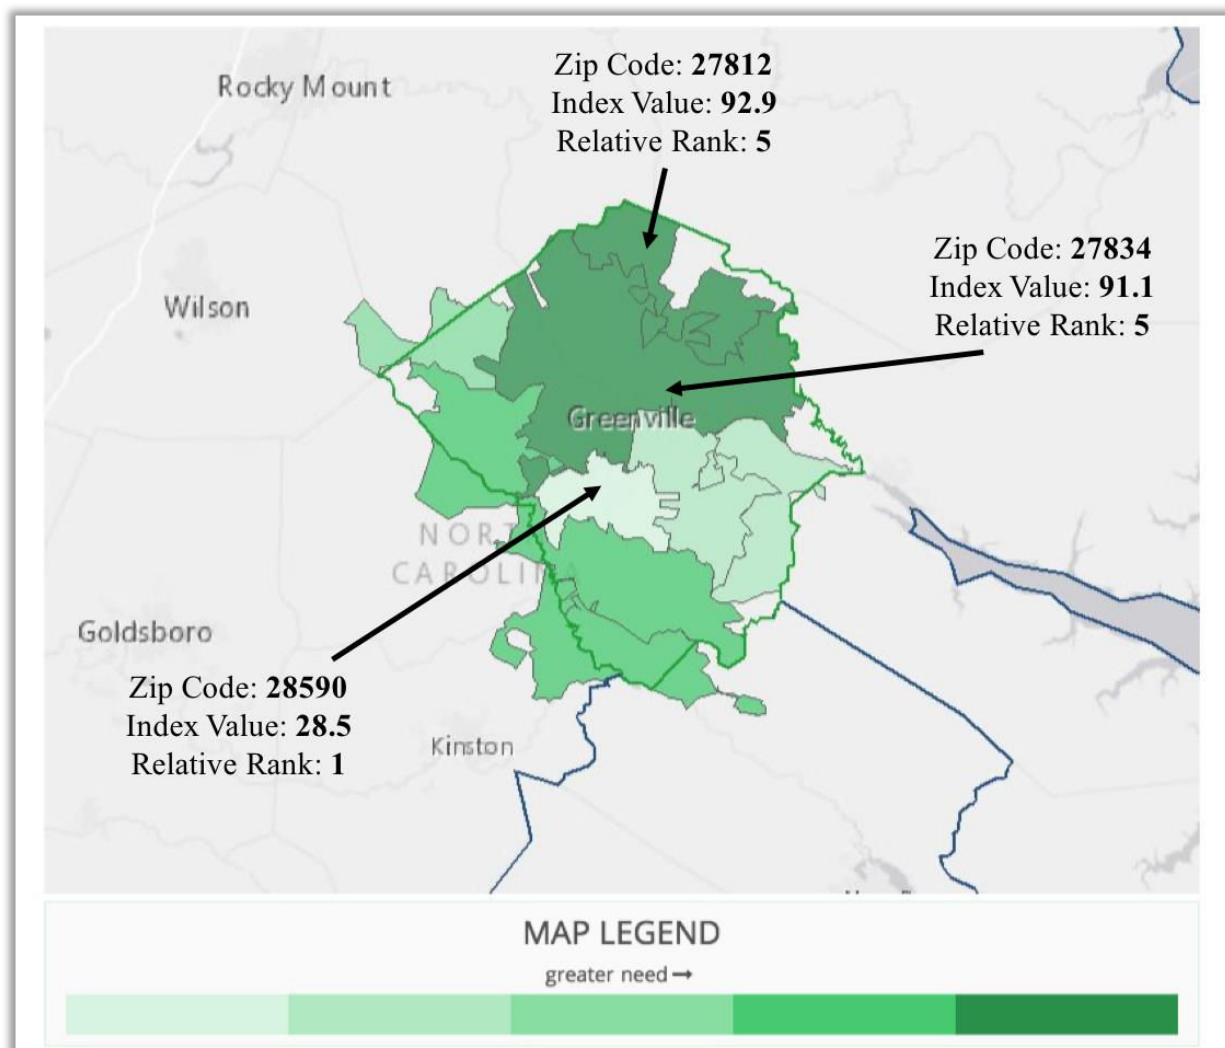 Rocky Mount
Zip Code: 27812
Index Value: 92.9
Relative Rank: 5
Zip Code: 27834
Index Value: 91.1
Relative Rank: 5
Wilson
Greenville
NORTH
CAROLINA
Goldsboro
Zip Code: 28590
Index Value: 28.5
Relative Rank: 1
Kinston
MAP LEGEND
greater need →